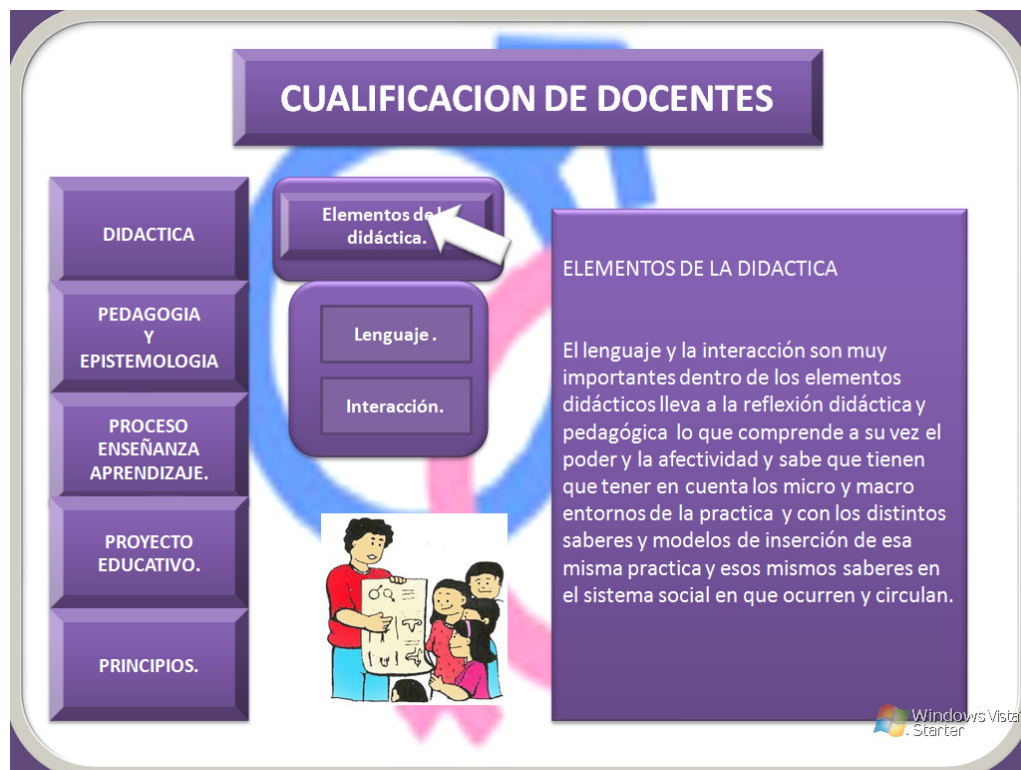 CUALIFICACION DE DOCENTES
DIDACTICA
PEDAGOGIA
Y
EPISTEMOLOGIA
PROCESO
ENSEÑANZA
APRENDIZAJE.
PROYECTO
EDUCATIVO.
PRINCIPIOS.
Elementos de
didáctica.
Lenguaje .
Interacción.
ELEMENTOS DE LA DIDACTICA
El lenguaje y la interacción son muy
importantes dentro de los elementos
didácticos lleva a la reflexión didáctica y
pedagógica lo que comprende a su vez el
poder y la afectividad y sabe que tienen
que tener en cuenta los micro y macro
entornos de la practica y con los distintos
saberes y modelos de inserción de esa
misma practica y esos mismos saberes en
el sistema social en que ocurren y circulan.
Windows Vista
Starter